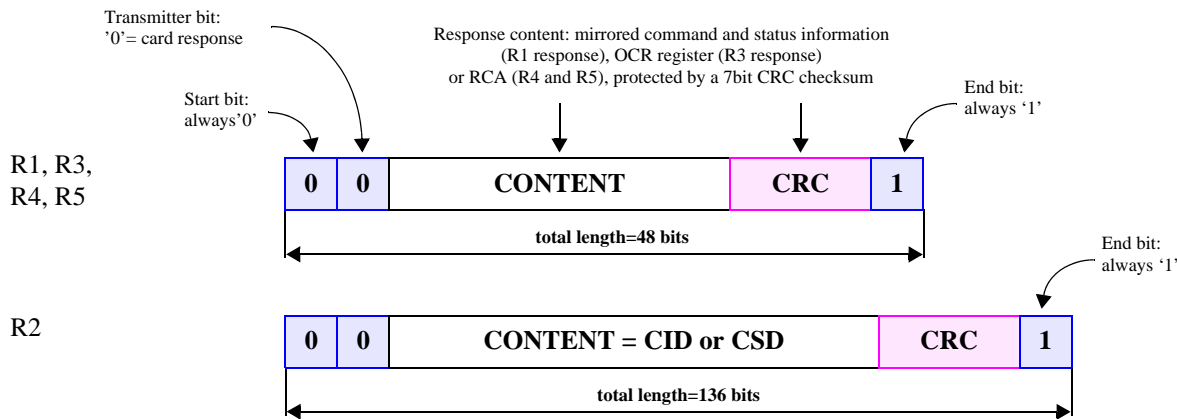 Transmitter bit:
’0’= card response
Response content: mirrored command and status information
(R1 response), OCR register (R3 response)
or RCA (R4 and R5), protected by a 7bit CRC checksum
Start bit:
always’0’
End bit:
always ‘1’
R1, R3,
R4, R5
0 0 CONTENT CRC 1
total length=48 bits
End bit:
always ‘1’
R2
0 0 CONTENT = CID or CSD CRC 1
total length=136 bits